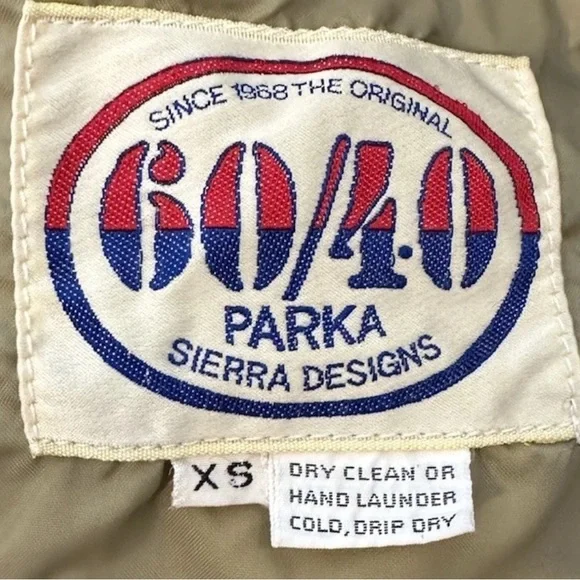 SINCE 1968 THE ORIGINAL
60/40
PARKA
SIERRA DESIGNS
XS
DRY CLEAN OR
HAND LAUNDER
COLD, DRIP DRY